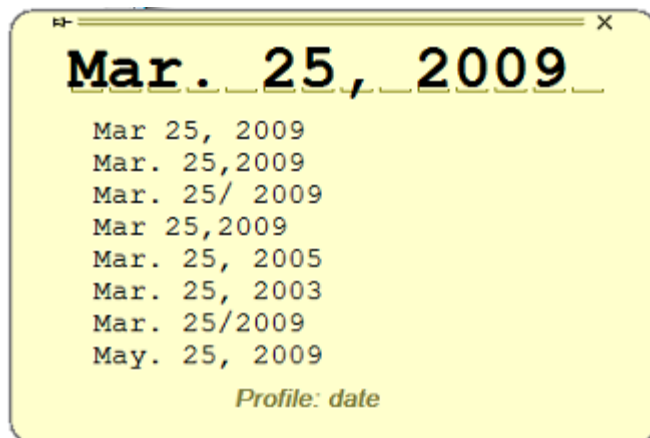 Mar. 25, 2009
Mar 25, 2009
Mar. 25,2009
Mar. 25/ 2009
Mar 25,2009
Mar. 25, 2005
Mar. 25, 2003
Mar. 25/2009
May. 25, 2009
Profile: date